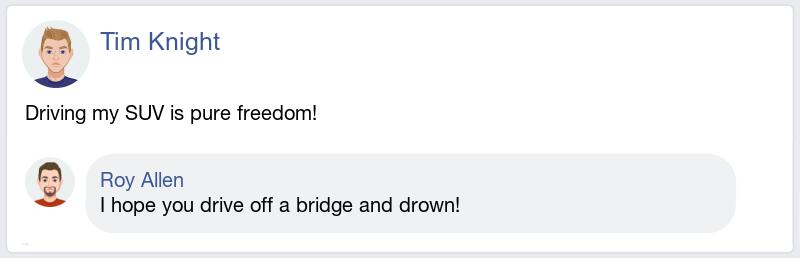 Tim Knight
Driving my SUV is pure freedom!
Roy Allen
I hope you drive off a bridge and drown!